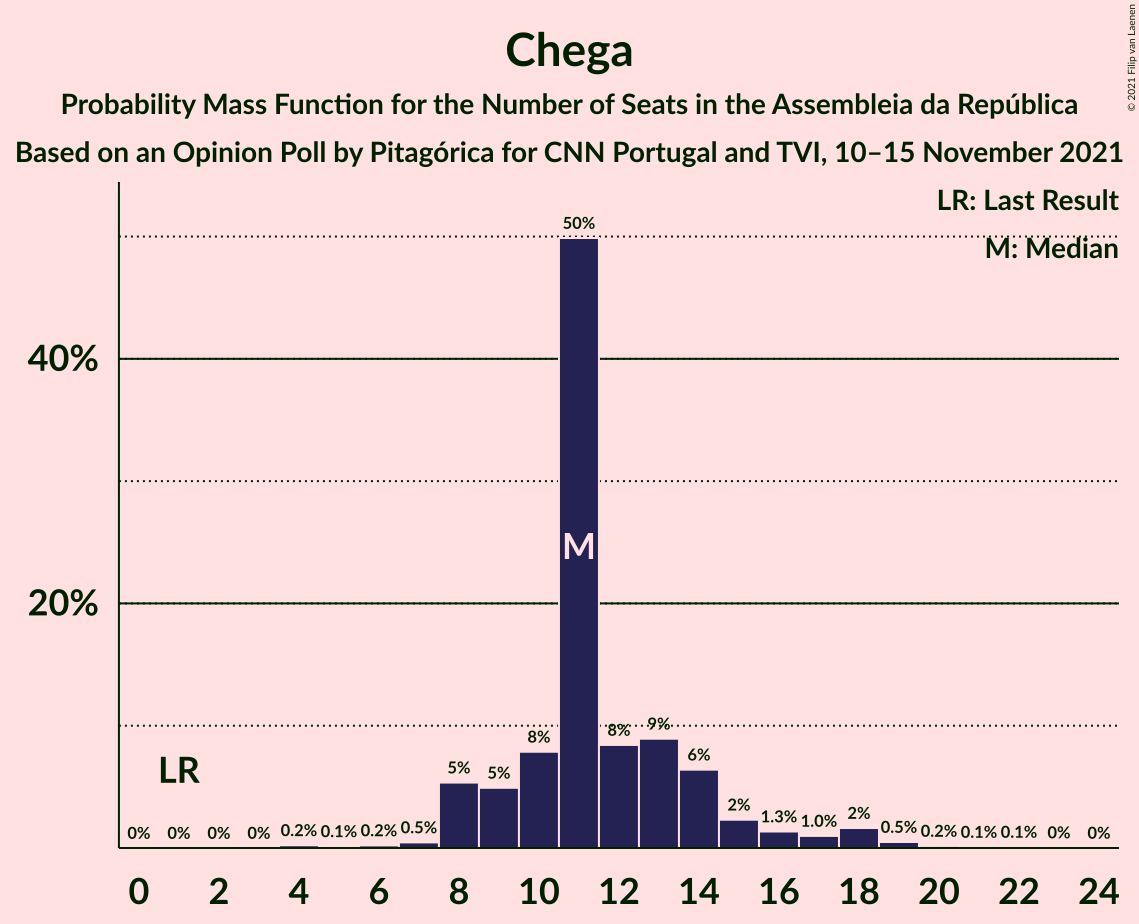 Chega
Probability Mass Function for the Number of Seats in the Assembleia da República
Based on an Opinion Poll by Pitagórica for CNN Portugal and TVI, 10–15 November 2021
© 2021 Filip van Laenen
LR: Last Result
M: Median
40%
20%
LR
M
0% 0% 0% 0% 0.2% 0.1% 0.2% 0.5% 5% 5% 8% 50% 8% 9% 6% 2% 1.3% 1.0% 2% 0.5% 0.2% 0.1% 0.1% 0% 0%
0 2 4 6 8 10 12 14 16 18 20 22 24